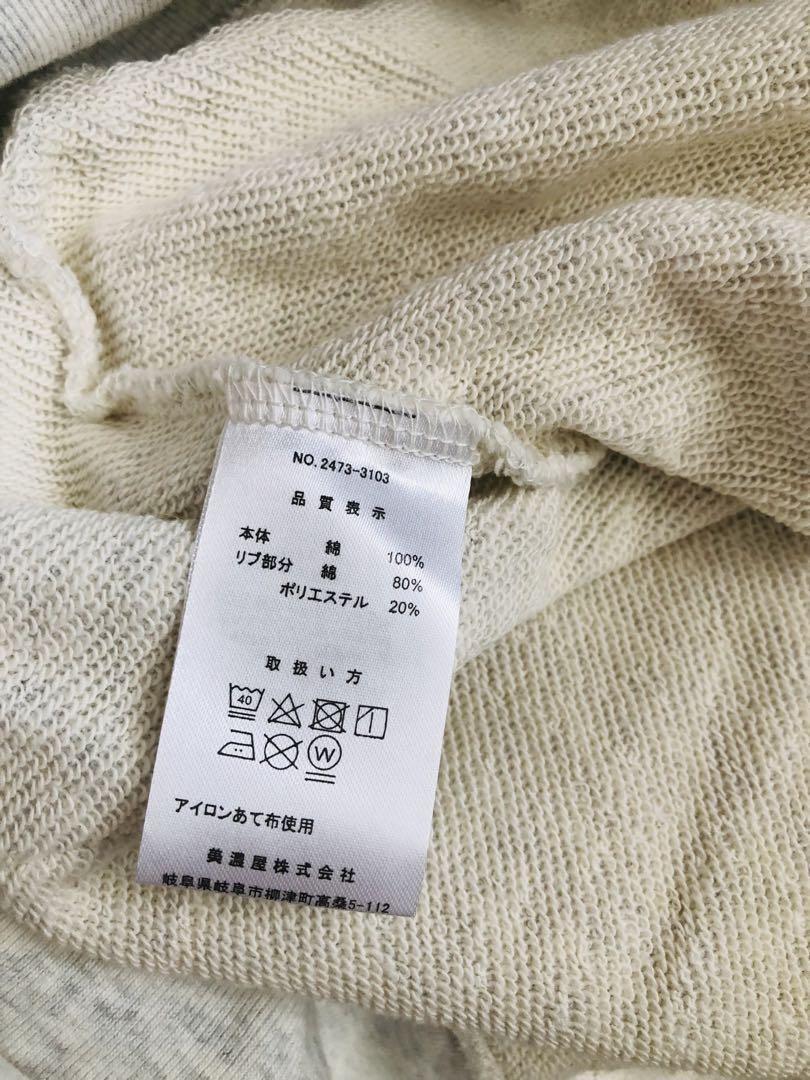 NO.2473-3103
品質表示
本体 綿 100%
リブ部分 綿 80%
ポリエステル 20%
取扱い方
40
W
アイロンあて布使用
美濃屋株式会社
岐阜県岐阜市柳津町高桑5-112